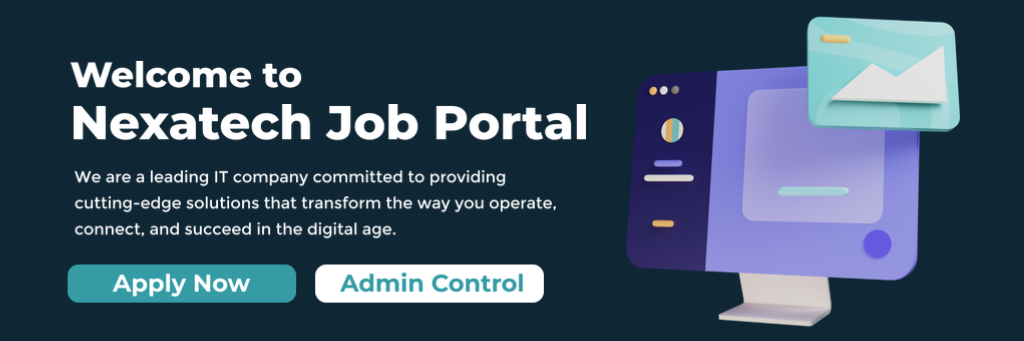 Welcome to
Nexatech Job Portal
We are a leading IT company committed to providing
cutting-edge solutions that transform the way you operate,
connect, and succeed in the digital age.
Apply Now
Admin Control